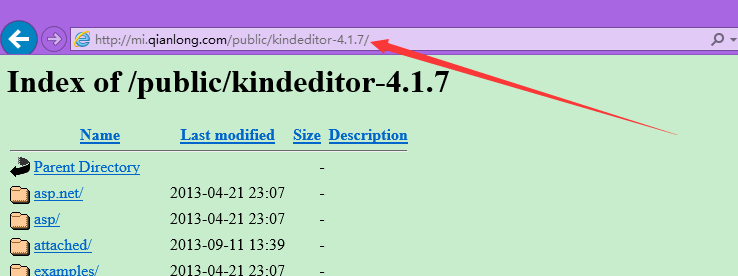 http://mi.qianlong.com/public/kindeditor-4.1.7/
Index of /public/kindeditor-4.1.7
Name Last modified Size Description
Parent Directory -
asp.net/ 2013-04-21 23:07 -
asp/ 2013-04-21 23:07 -
attached/ 2013-09-11 13:39 -
examples/ 2013-04-21 23:07 -